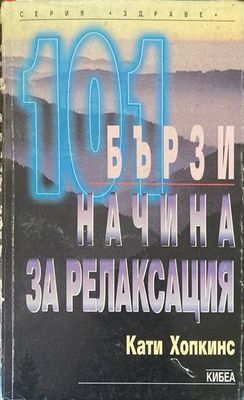 СЕРИЯ • ЗДРАВЕ •
101
БЪРЗИ
НАЧИНА
ЗА РЕЛАКСАЦИЯ
Кати Хопкинс
КИБЕА